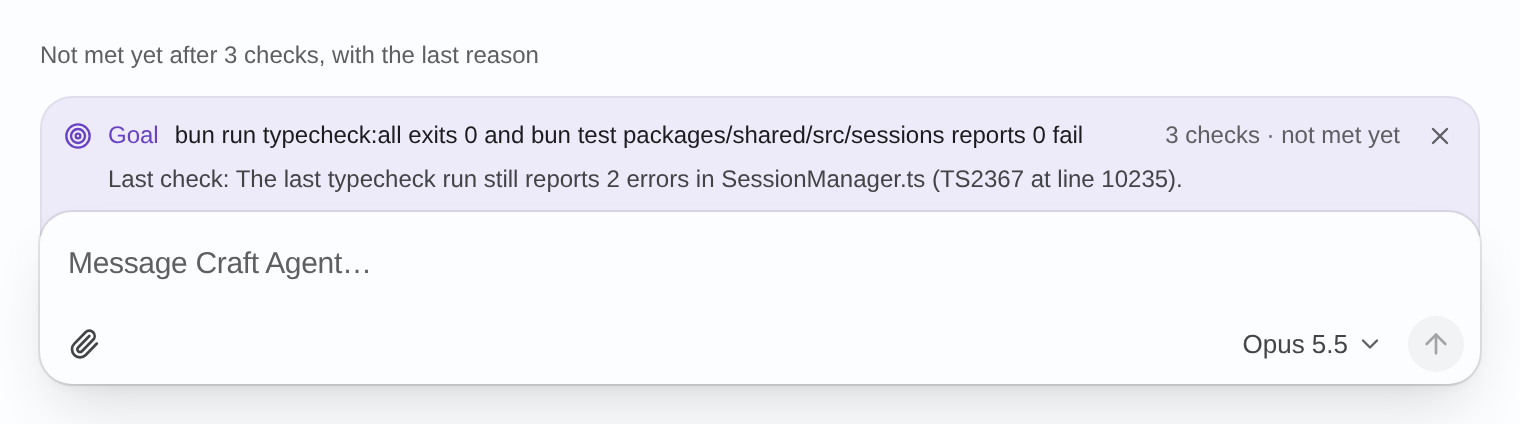 Not met yet after 3 checks, with the last reason
Goal bun run typecheck:all exits 0 and bun test packages/shared/src/sessions reports 0 fail 3 checks · not met yet
Last check: The last typecheck run still reports 2 errors in SessionManager.ts (TS2367 at line 10235).
Message Craft Agent…
Opus 5.5